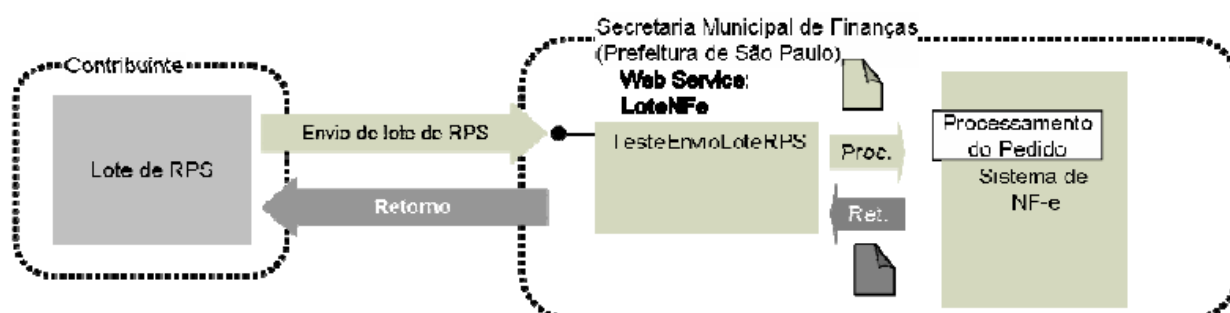 Contribuinte
Lote de RPS
Envio de lote de RPS
Retorno
Secretaria Municipal de Finanças
(Prefeitura de São Paulo)
Web Service:
LoteNFe
TesteEnvioLoteRPS
Proc.
Ret.
Processamento
do Pedido
Sistema de
NF-e